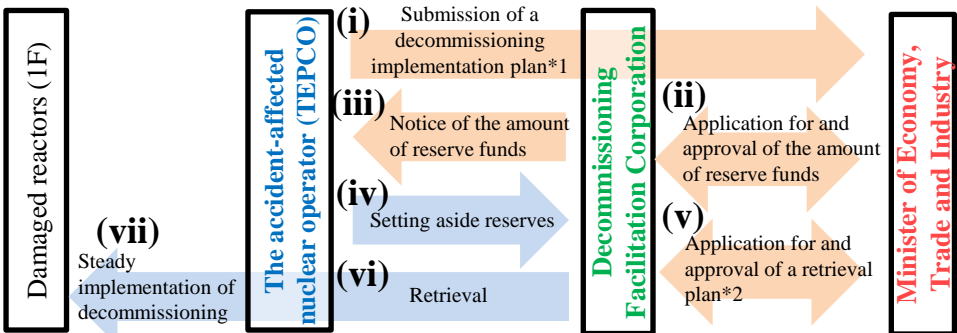 Damaged reactors (1F)
The accident-affected
nuclear operator (TEPCO)
Decommissioning
Facilitation Corporation
Minister of Economy,
Trade and Industry
(i)
Submission of a
decommissioning
implementation plan*1
(ii)
Application for and
approval of the amount
of reserve funds
(iii)
Notice of the amount
of reserve funds
(iv)
Setting aside reserves
(v)
Application for and
approval of a retrieval
plan*2
(vi)
Retrieval
(vii)
Steady
implementation of
decommissioning